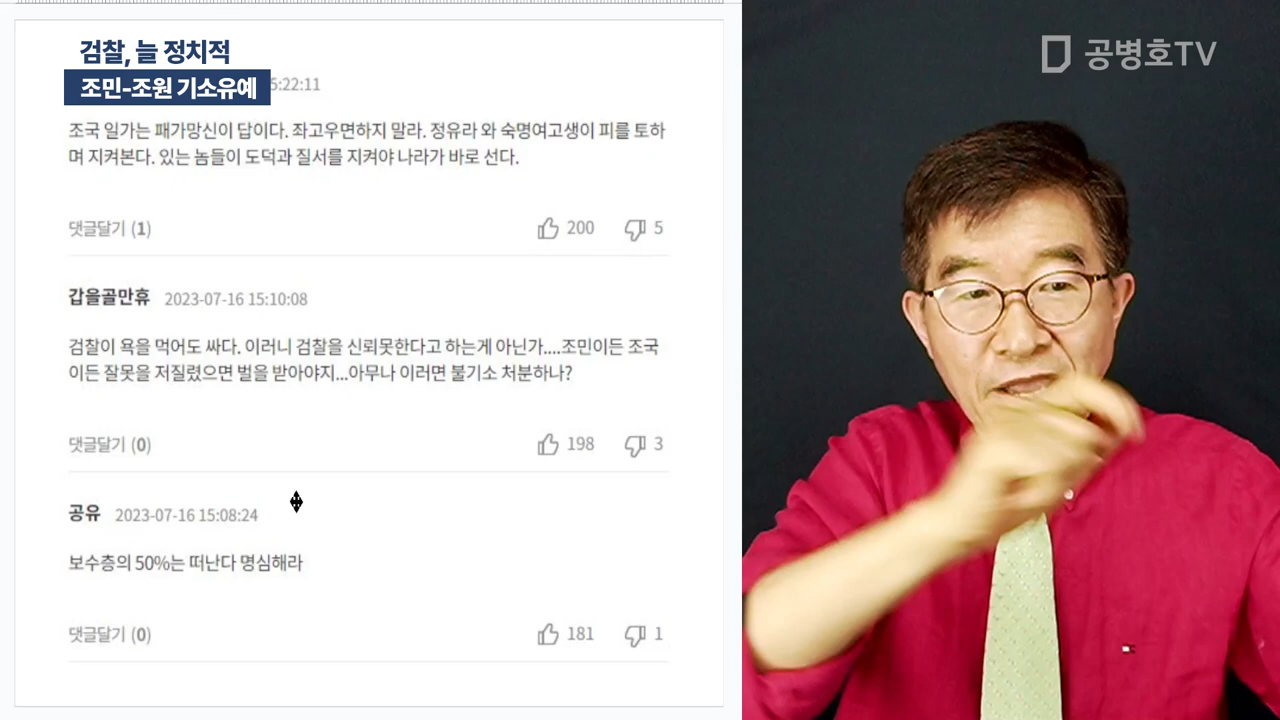 검찰, 늘 정치적
조민-조원 기소유예
5:22:11
조국 일가는 패가망신이 답이다. 좌고우면하지 말라. 정유라 와 숙명여고생이 피를 토하
며 지켜본다. 있는 놈들이 도덕과 질서를 지켜야 나라가 바로 선다.
댓글달기 (1)
200
5
갑을골만휴 2023-07-16 15:10:08
검찰이 욕을 먹어도 싸다. 이러니 검찰을 신뢰못한다고 하는게 아닌가....조민이든 조국
이든 잘못을 저질렀으면 벌을 받아야지...아무나 이러면 불기소 처분하나?
댓글달기 (0)
198
3
공유 2023-07-16 15:08:24
보수층의 50%는 떠난다 명심해라
댓글달기 (0)
181
1
공병호TV